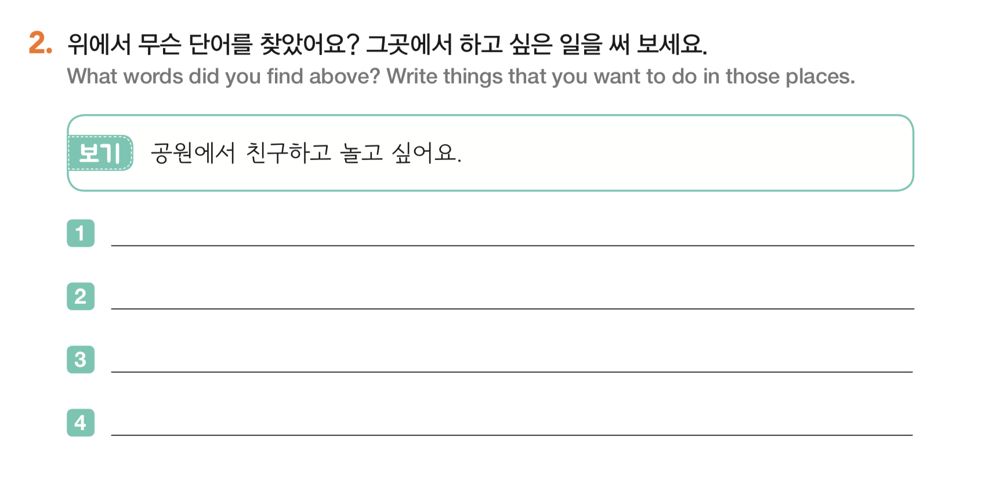 2. 위에서 무슨 단어를 찾았어요? 그곳에서 하고 싶은 일을 써 보세요.
What words did you find above? Write things that you want to do in those places.
보기 공원에서 친구하고 놀고 싶어요.
1
2
3
4